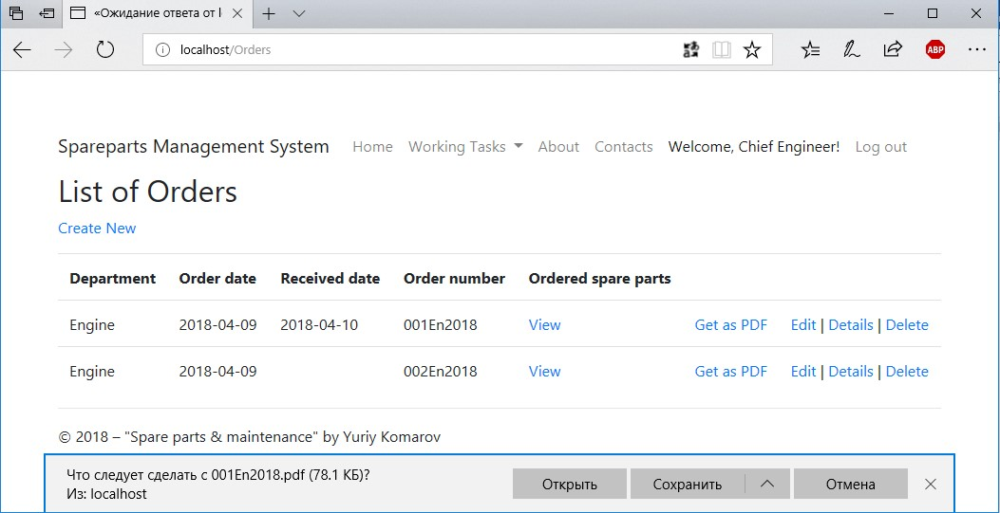 «Ожидание ответа от l
localhost/Orders
ABP
Spareparts Management System Home Working Tasks About Contacts Welcome, Chief Engineer! Log out
List of Orders
Create New
Department Order date Received date Order number Ordered spare parts
Engine 2018-04-09 2018-04-10 001En2018 View Get as PDF Edit | Details | Delete
Engine 2018-04-09 002En2018 View Get as PDF Edit | Details | Delete
© 2018 – "Spare parts & maintenance" by Yuriy Komarov
Что следует сделать с 001En2018.pdf (78.1 КБ)?
Из: localhost
Открыть Сохранить Отмена